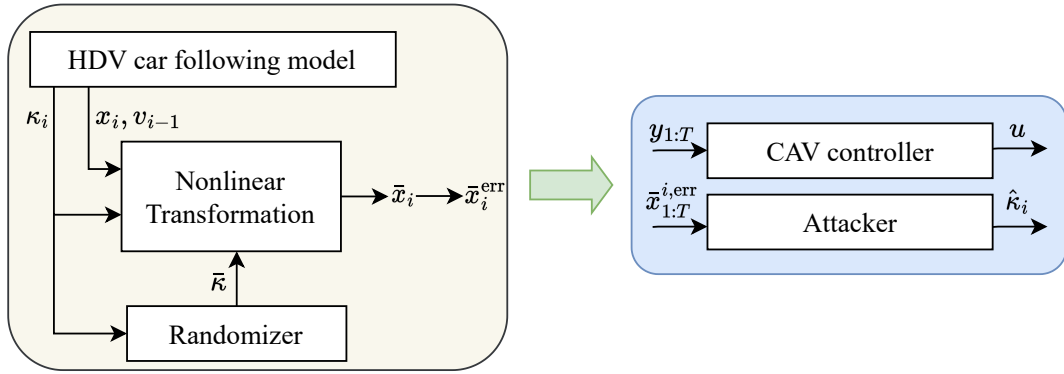 HDV car following model
κ_i
x_i, v_{i−1}
Nonlinear
Transformation
x̄_i
x̄_i^{err}
κ̄
Randomizer
y_{1:T}
CAV controller
u
x̄_{1:T}^{i,err}
Attacker
κ̂_i